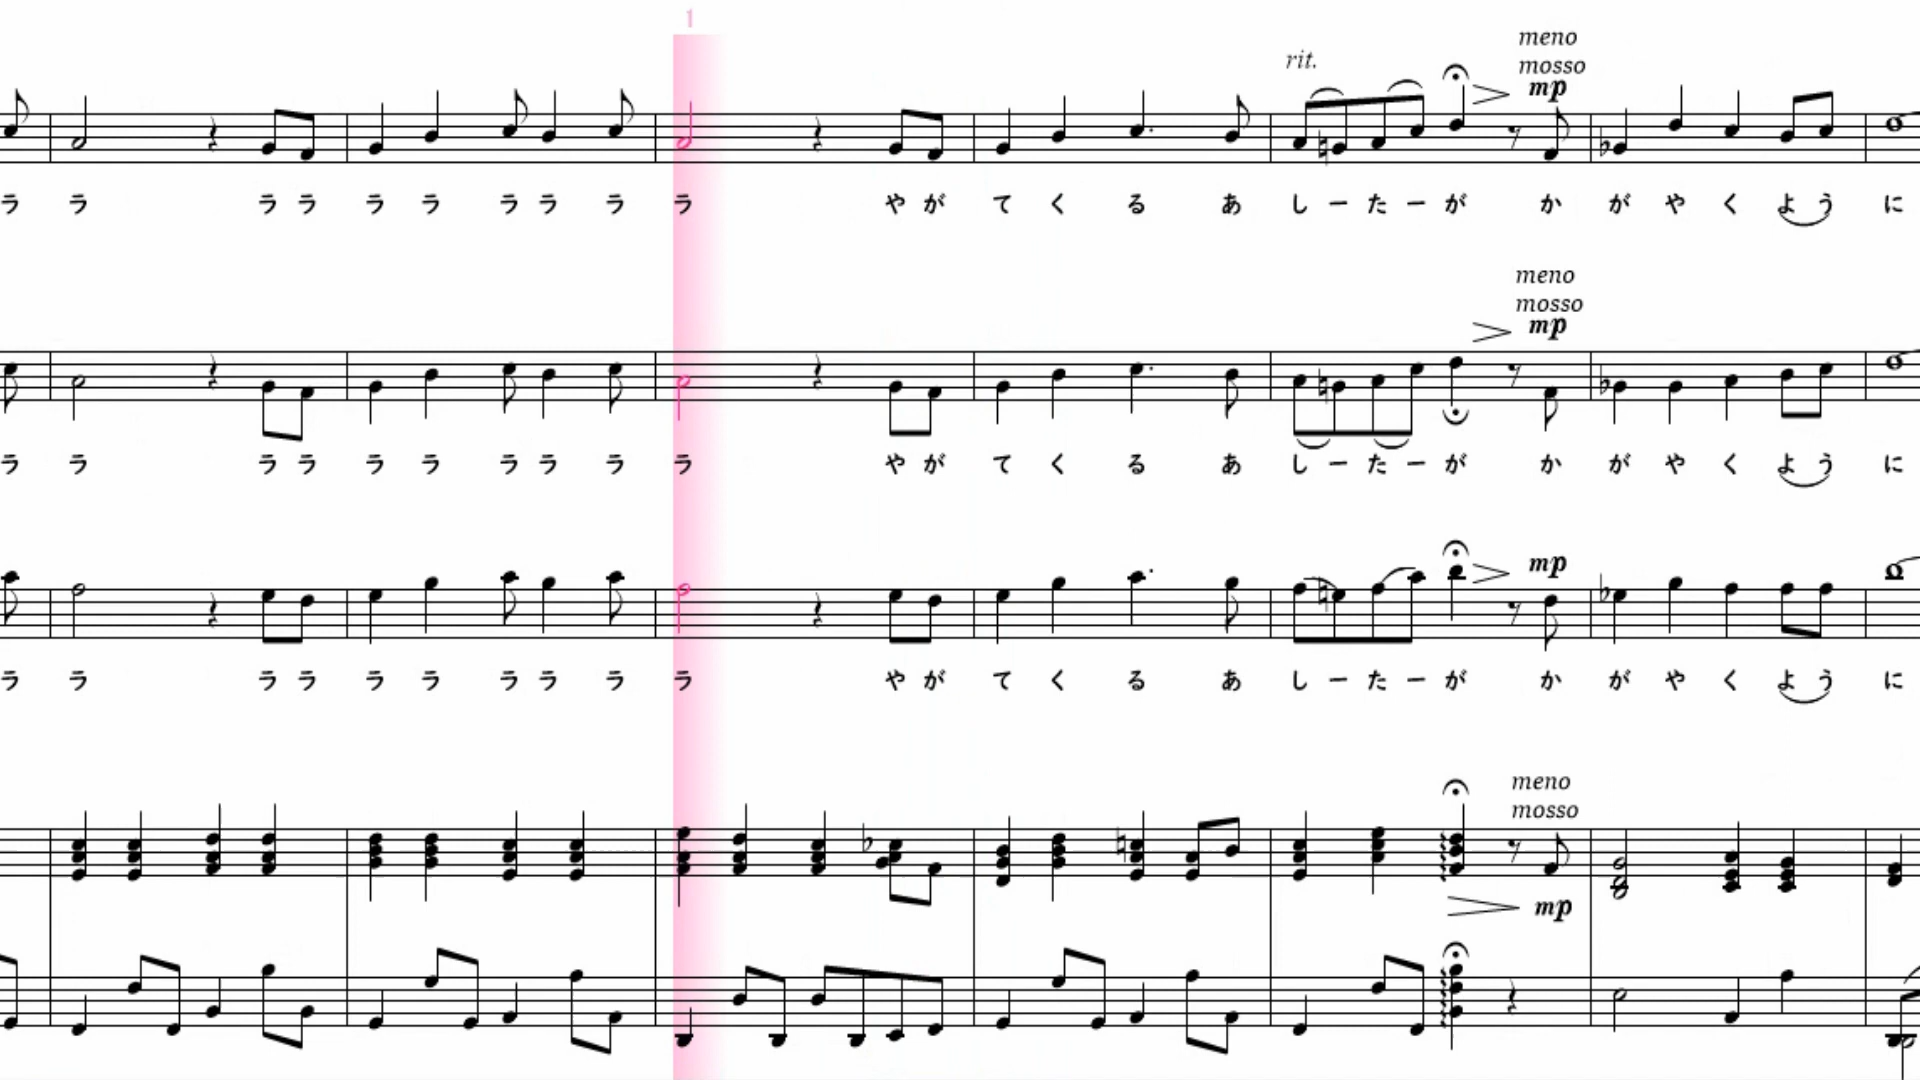 1
meno
rit.
mosso
mp
ラ ラ ラ ラ ラ ラ ラ ラ ラ ラ や が て く る あ し ー た ー が か が や く よ う に
meno
mosso
mp
ラ ラ ラ ラ ラ ラ ラ ラ ラ ラ や が て く る あ し ー た ー が か が や く よ う に
mp
ラ ラ ラ ラ ラ ラ ラ ラ ラ ラ や が て く る あ し ー た ー が か が や く よ う に
meno
mosso
mp